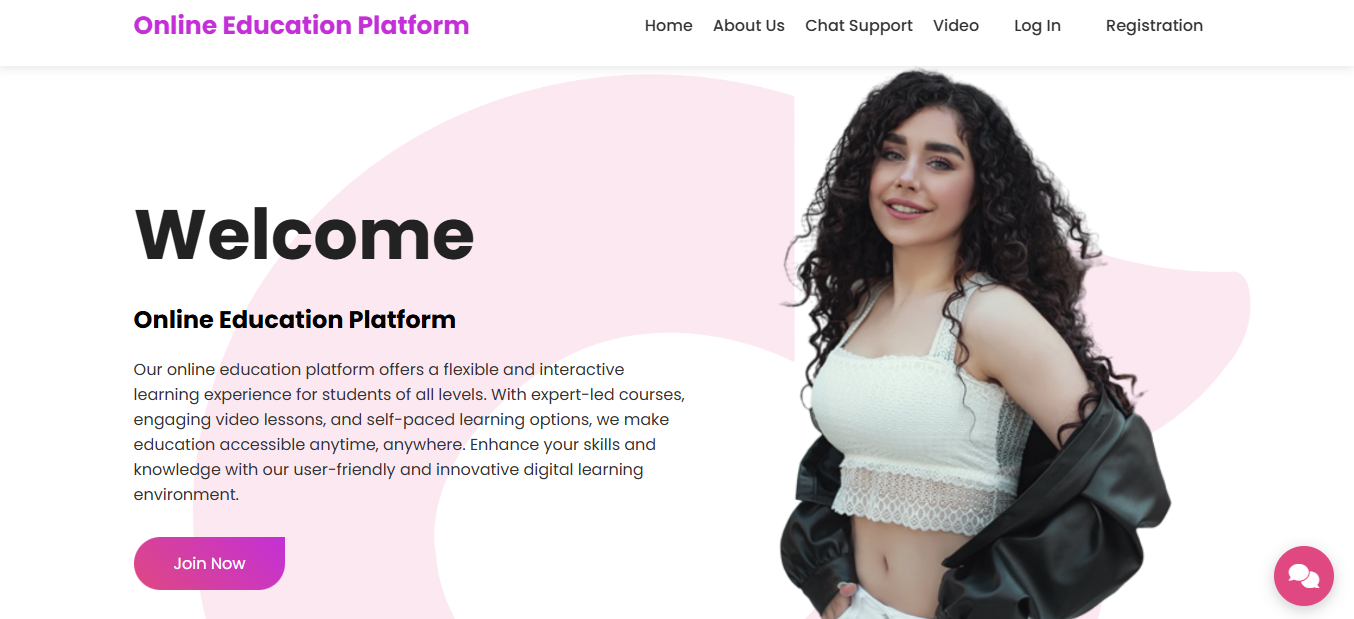 Online Education Platform
Home About Us Chat Support Video Log In Registration
Welcome
Online Education Platform
Our online education platform offers a flexible and interactive
learning experience for students of all levels. With expert-led courses,
engaging video lessons, and self-paced learning options, we make
education accessible anytime, anywhere. Enhance your skills and
knowledge with our user-friendly and innovative digital learning
environment.
Join Now